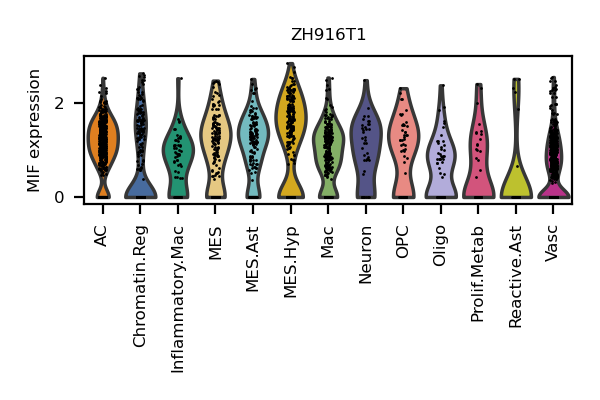 ZH916T1
MIF expression
2
0
AC
Chromatin.Reg
Inflammatory.Mac
MES
MES.Ast
MES.Hyp
Mac
Neuron
OPC
Oligo
Prolif.Metab
Reactive.Ast
Vasc